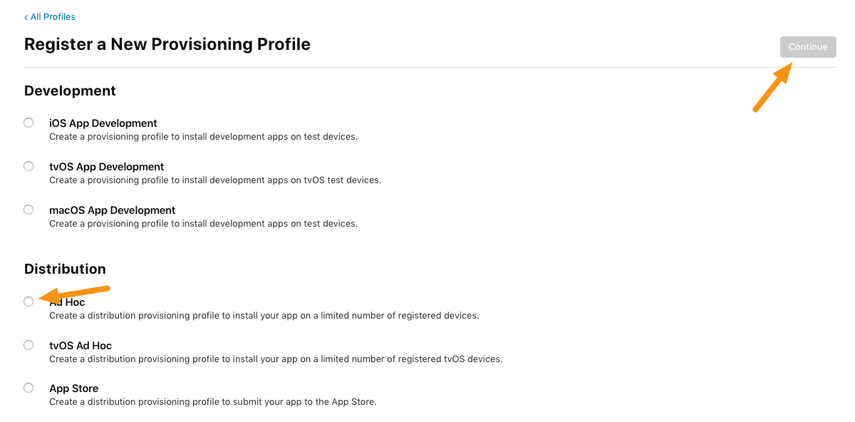 ‹ All Profiles
Register a New Provisioning Profile
Continue
Development
iOS App Development
Create a provisioning profile to install development apps on test devices.
tvOS App Development
Create a provisioning profile to install development apps on tvOS test devices.
macOS App Development
Create a provisioning profile to install development apps on test devices.
Distribution
Ad Hoc
Create a distribution provisioning profile to install your app on a limited number of registered devices.
tvOS Ad Hoc
Create a distribution provisioning profile to install your app on a limited number of registered tvOS devices.
App Store
Create a distribution provisioning profile to submit your app to the App Store.